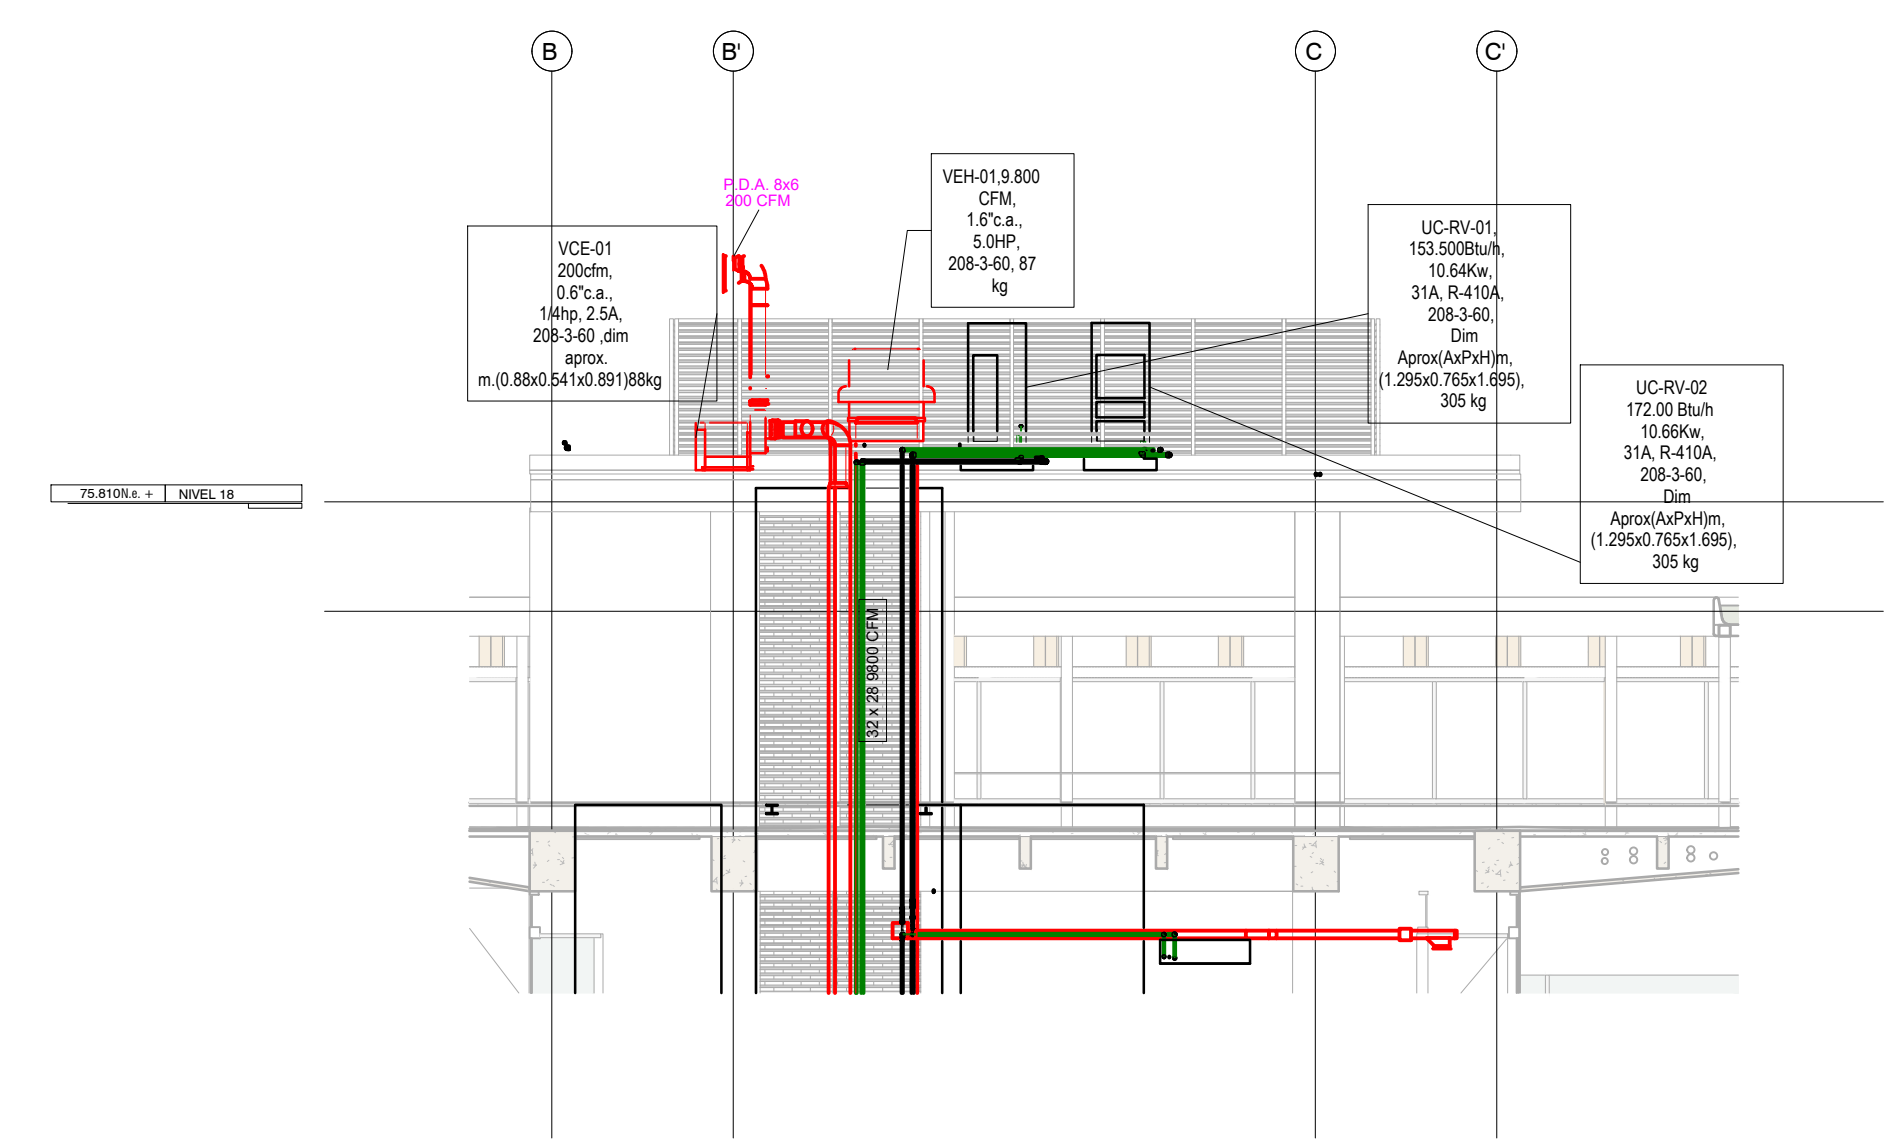 B
B'
C
C'
P.D.A. 8x6
200 CFM
VEH-01,9.800
CFM,
1.6"c.a.,
5.0HP,
208-3-60, 87
kg
VCE-01
200cfm,
0.6"c.a.,
1/4hp, 2.5A,
208-3-60 ,dim
aprox.
m.(0.88x0.541x0.891)88kg
UC-RV-01,
153.500Btu/h,
10.64Kw,
31A, R-410A,
208-3-60,
Dim
Aprox(AxPxH)m,
(1.295x0.765x1.695),
305 kg
UC-RV-02
172.00 Btu/h
10.66Kw,
31A, R-410A,
208-3-60,
Dim
Aprox(AxPxH)m,
(1.295x0.765x1.695),
305 kg
75.810N.e. + NIVEL 18
32 x 28 9800 CFM